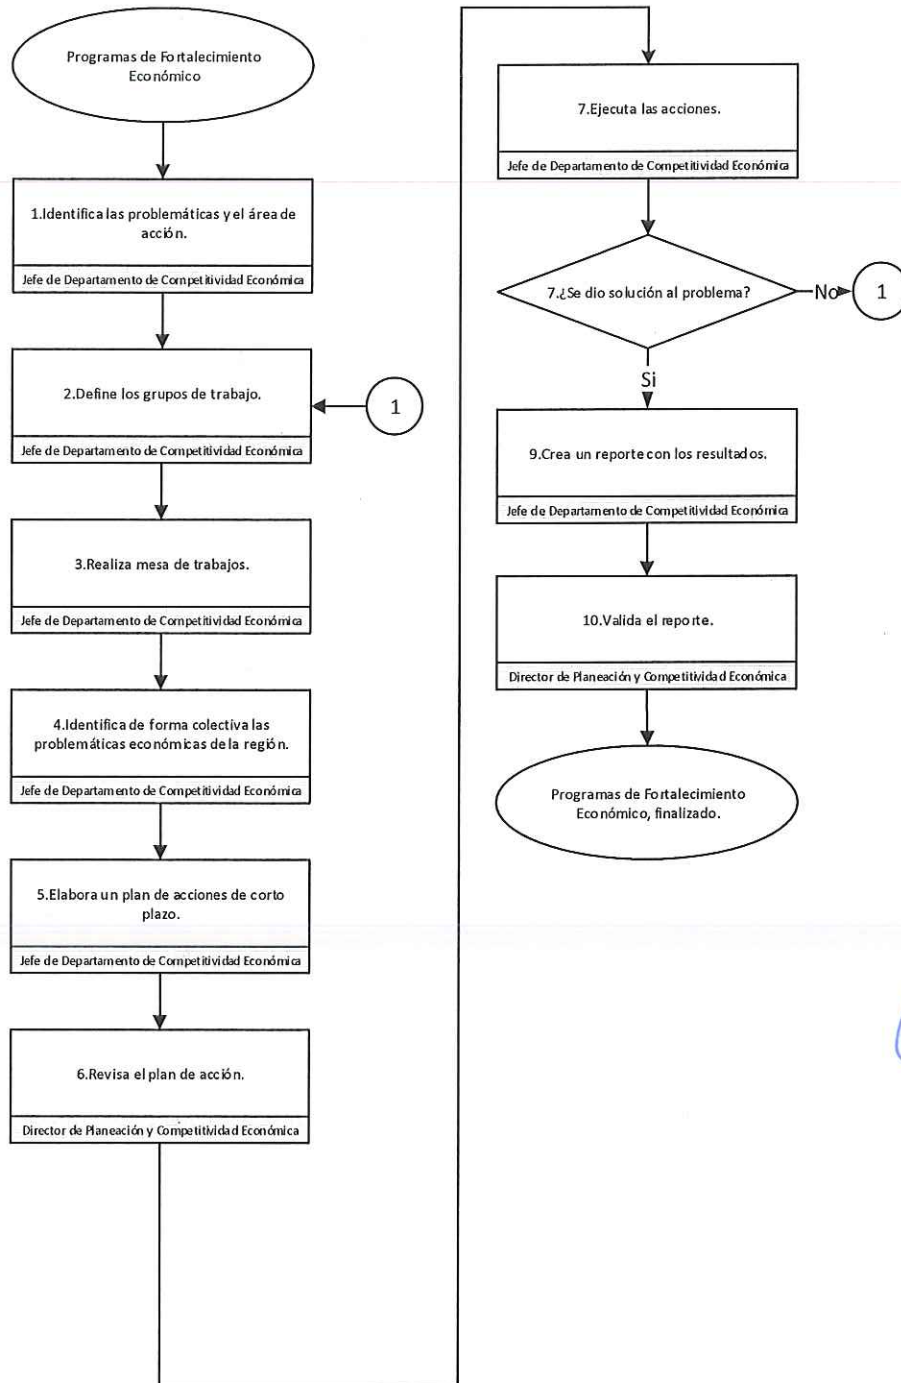 Programas de Fortalecimiento
Económico
1.Identifica las problemáticas y el área de
acción.
Jefe de Departamento de Competitividad Económica
2.Define los grupos de trabajo.
1
Jefe de Departamento de Competitividad Económica
3.Realiza mesa de trabajos.
Jefe de Departamento de Competitividad Económica
4.Identifica de forma colectiva las
problemáticas económicas de la región.
Jefe de Departamento de Competitividad Económica
5.Elabora un plan de acciones de corto
plazo.
Jefe de Departamento de Competitividad Económica
6.Revisa el plan de acción.
Director de Planeación y Competitividad Económica
7.Ejecuta las acciones.
Jefe de Departamento de Competitividad Económica
7.¿Se dio solución al problema?
No
1
Si
9.Crea un reporte con los resultados.
Jefe de Departamento de Competitividad Económica
10.Valida el reporte.
Director de Planeación y Competitividad Económica
Programas de Fortalecimiento
Económico, finalizado.